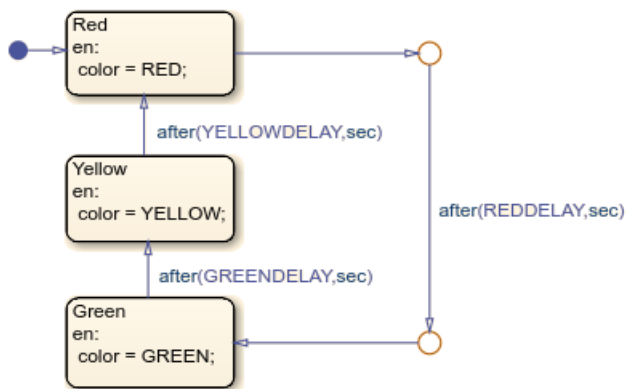 Red
en:
color = RED;
after(YELLOWDELAY,sec)
Yellow
en:
color = YELLOW;
after(REDDELAY,sec)
after(GREENDELAY,sec)
Green
en:
color = GREEN;